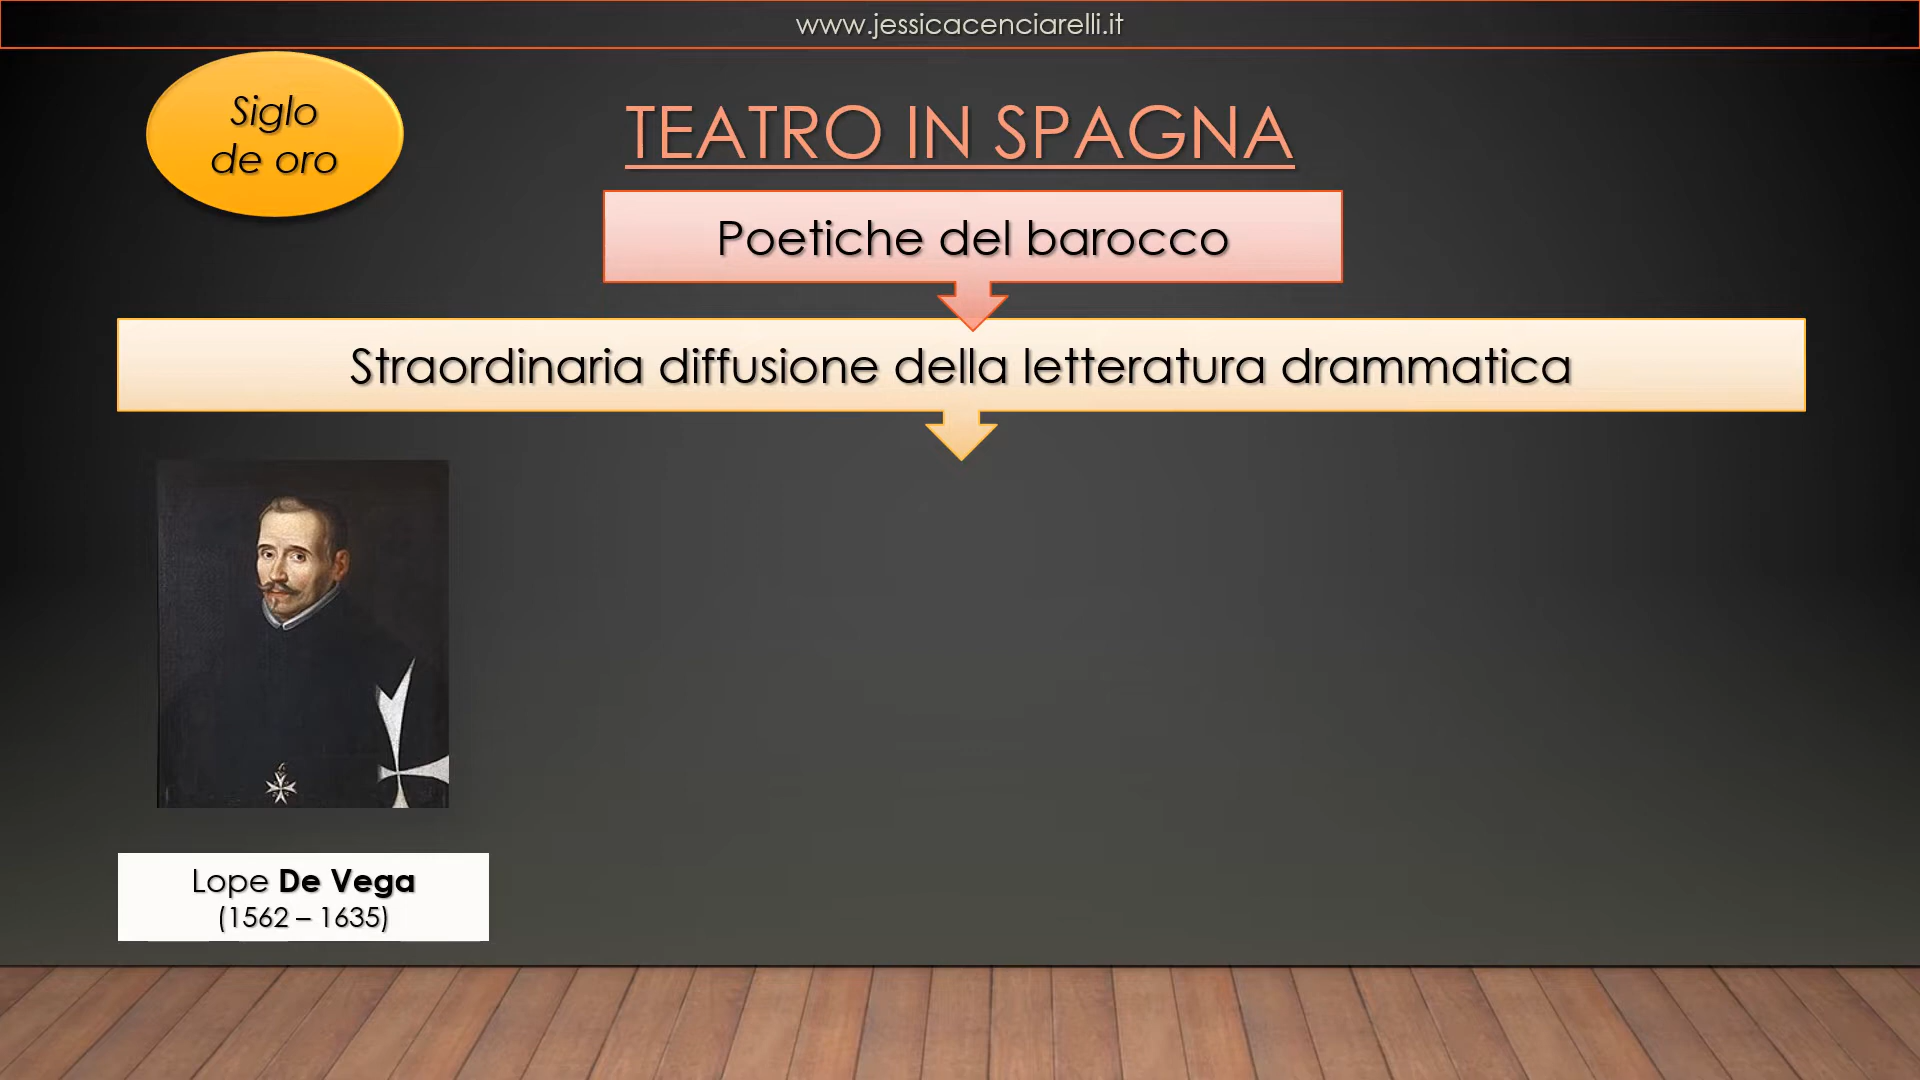 www.jessicacenciarelli.it
Siglo
de oro
TEATRO IN SPAGNA
Poetiche del barocco
Straordinaria diffusione della letteratura drammatica
Lope De Vega
(1562 – 1635)